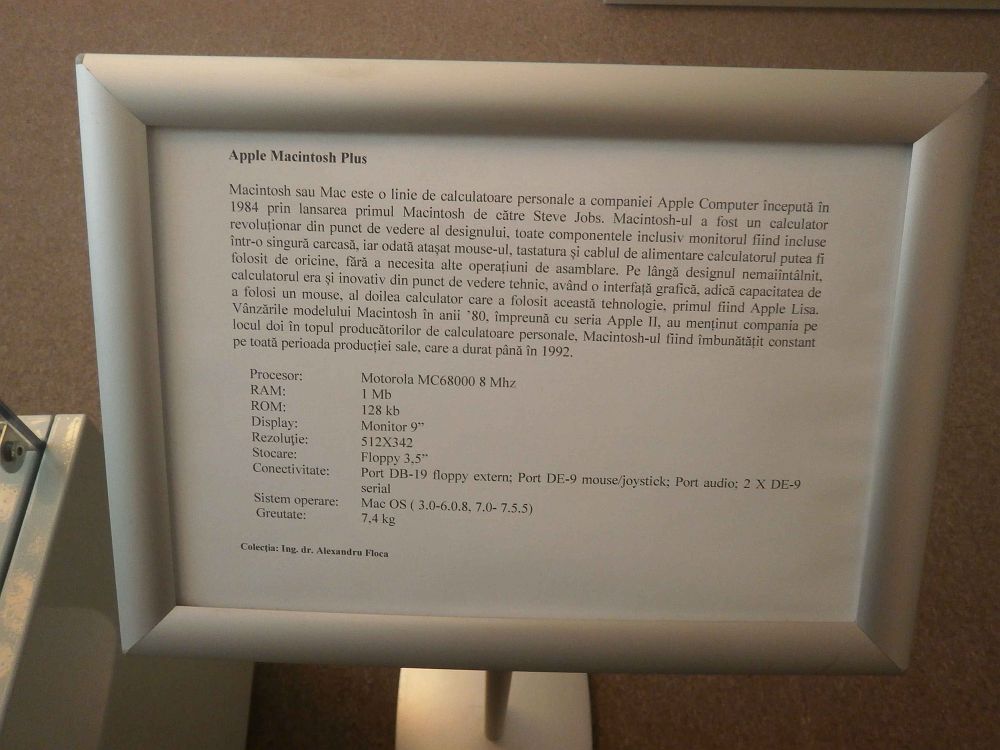 Apple Macintosh Plus
Macintosh sau Mac este o linie de calculatoare personale a companiei Apple Computer începută în
1984 prin lansarea primul Macintosh de către Steve Jobs. Macintosh-ul a fost un calculator
revoluționar din punct de vedere al designului, toate componentele inclusiv monitorul fiind incluse
într-o singură carcasă, iar odată atașat mouse-ul, tastatura și cablul de alimentare calculatorul putea fi
folosit de oricine, fără a necesita alte operațiuni de asamblare. Pe lângă designul nemaiîntâlnit,
calculatorul era și inovativ din punct de vedere tehnic, având o interfață grafică, adică capacitatea de
a folosi un mouse, al doilea calculator care a folosit această tehnologie, primul fiind Apple Lisa.
Vânzările modelului Macintosh în anii ’80, împreună cu seria Apple II, au menținut compania pe
locul doi în topul producătorilor de calculatoare personale, Macintosh-ul fiind îmbunătățit constant
pe toată perioada producției sale, care a durat până în 1992.
Procesor: Motorola MC68000 8 Mhz
RAM: 1 Mb
ROM: 128 kb
Display: Monitor 9”
Rezoluție: 512X342
Stocare: Floppy 3,5”
Conectivitate: Port DB-19 floppy extern; Port DE-9 mouse/joystick; Port audio; 2 X DE-9
serial
Sistem operare: Mac OS ( 3.0-6.0.8, 7.0- 7.5.5)
Greutate: 7,4 kg
Colecția: Ing. dr. Alexandru Floca